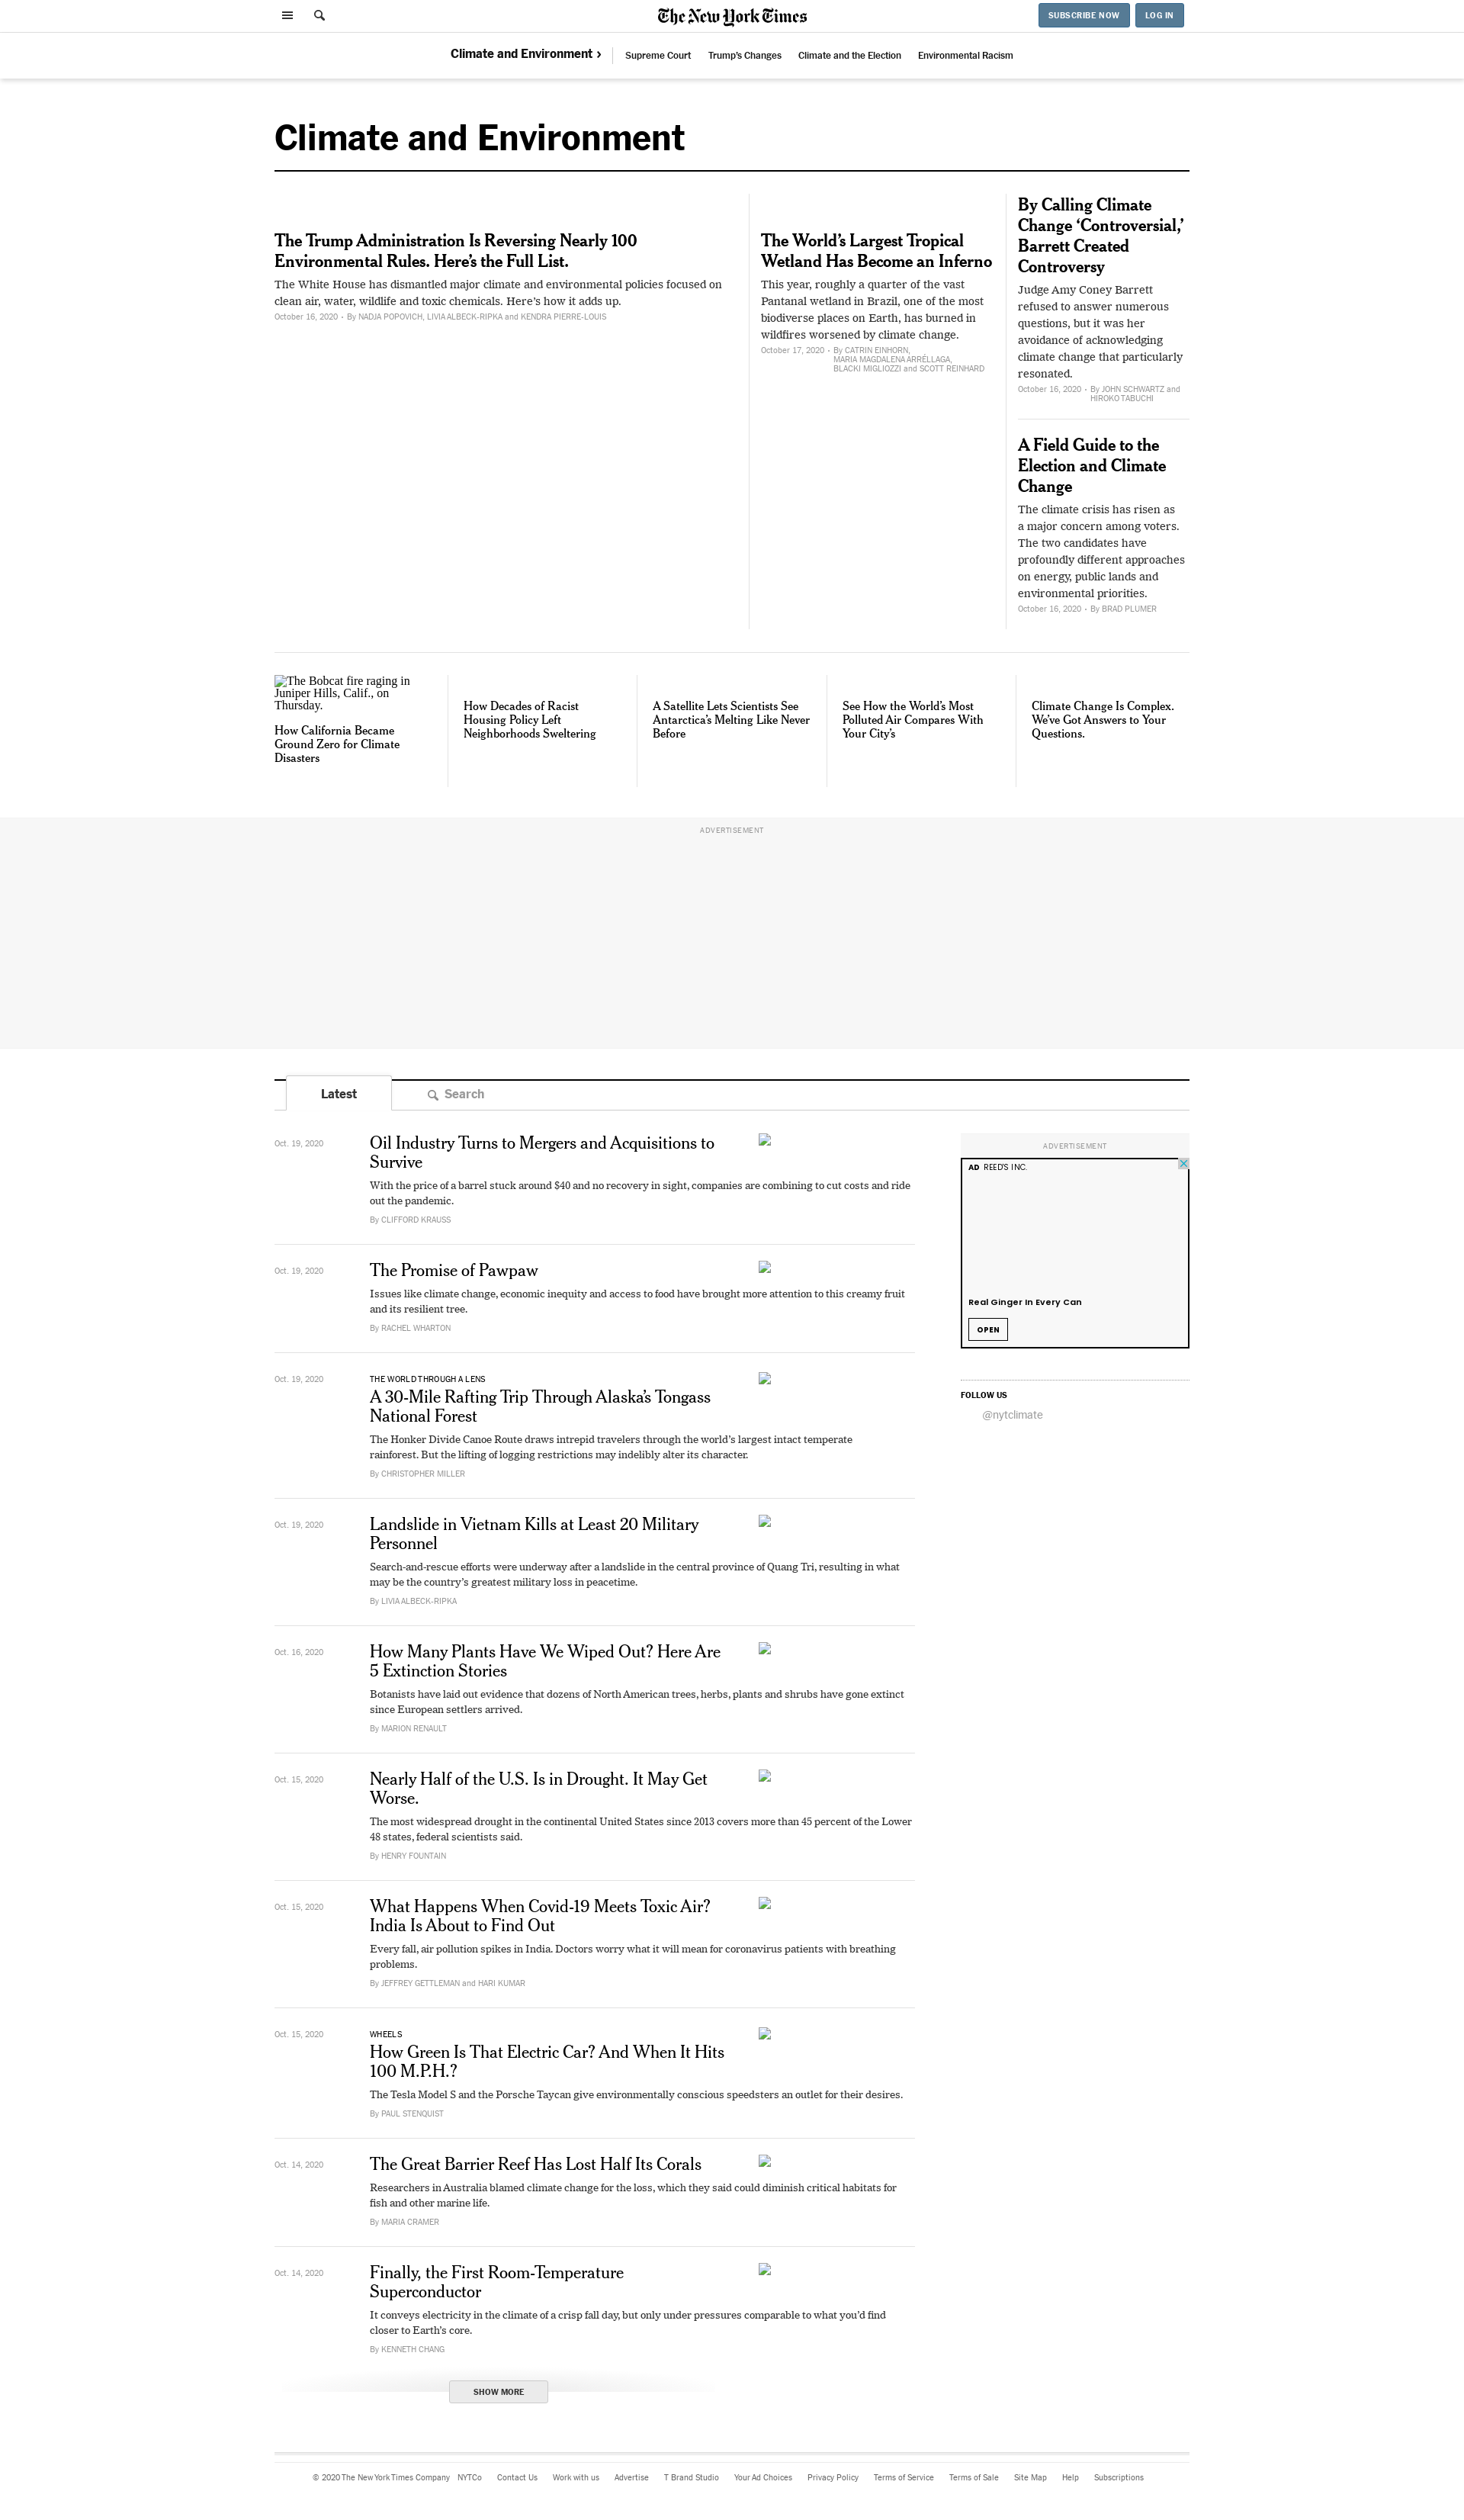 The New York Times
SUBSCRIBE NOW
LOG IN
Climate and Environment ›
Supreme Court
Trump's Changes
Climate and the Election
Environmental Racism
Climate and Environment
The Trump Administration Is Reversing Nearly 100
Environmental Rules. Here's the Full List.
The White House has dismantled major climate and environmental policies focused on
clean air, water, wildlife and toxic chemicals. Here's how it adds up.
October 16, 2020 • By NADJA POPOVICH, LIVIA ALBECK-RIPKA and KENDRA PIERRE-LOUIS
The World's Largest Tropical
Wetland Has Become an Inferno
This year, roughly a quarter of the vast
Pantanal wetland in Brazil, one of the most
biodiverse places on Earth, has burned in
wildfires worsened by climate change.
October 17, 2020 • By CATRIN EINHORN,
MARIA MAGDALENA ARRÉLLAGA,
BLACKI MIGLIOZZI and SCOTT REINHARD
By Calling Climate
Change 'Controversial,'
Barrett Created
Controversy
Judge Amy Coney Barrett
refused to answer numerous
questions, but it was her
avoidance of acknowledging
climate change that particularly
resonated.
October 16, 2020 • By JOHN SCHWARTZ and
HIROKO TABUCHI
A Field Guide to the
Election and Climate
Change
The climate crisis has risen as
a major concern among voters.
The two candidates have
profoundly different approaches
on energy, public lands and
environmental priorities.
October 16, 2020 • By BRAD PLUMER
The Bobcat fire raging in
Juniper Hills, Calif., on
Thursday.
How California Became
Ground Zero for Climate
Disasters
How Decades of Racist
Housing Policy Left
Neighborhoods Sweltering
A Satellite Lets Scientists See
Antarctica's Melting Like Never
Before
See How the World's Most
Polluted Air Compares With
Your City's
Climate Change Is Complex.
We've Got Answers to Your
Questions.
ADVERTISEMENT
Latest
Search
Oct. 19, 2020
Oil Industry Turns to Mergers and Acquisitions to
Survive
With the price of a barrel stuck around $40 and no recovery in sight, companies are combining to cut costs and ride
out the pandemic.
By CLIFFORD KRAUSS
Oct. 19, 2020
The Promise of Pawpaw
Issues like climate change, economic inequity and access to food have brought more attention to this creamy fruit
and its resilient tree.
By RACHEL WHARTON
Oct. 19, 2020
THE WORLD THROUGH A LENS
A 30-Mile Rafting Trip Through Alaska's Tongass
National Forest
The Honker Divide Canoe Route draws intrepid travelers through the world's largest intact temperate
rainforest. But the lifting of logging restrictions may indelibly alter its character.
By CHRISTOPHER MILLER
Oct. 19, 2020
Landslide in Vietnam Kills at Least 20 Military
Personnel
Search-and-rescue efforts were underway after a landslide in the central province of Quang Tri, resulting in what
may be the country's greatest military loss in peacetime.
By LIVIA ALBECK-RIPKA
Oct. 16, 2020
How Many Plants Have We Wiped Out? Here Are
5 Extinction Stories
Botanists have laid out evidence that dozens of North American trees, herbs, plants and shrubs have gone extinct
since European settlers arrived.
By MARION RENAULT
Oct. 15, 2020
Nearly Half of the U.S. Is in Drought. It May Get
Worse.
The most widespread drought in the continental United States since 2013 covers more than 45 percent of the Lower
48 states, federal scientists said.
By HENRY FOUNTAIN
Oct. 15, 2020
What Happens When Covid-19 Meets Toxic Air?
India Is About to Find Out
Every fall, air pollution spikes in India. Doctors worry what it will mean for coronavirus patients with breathing
problems.
By JEFFREY GETTLEMAN and HARI KUMAR
Oct. 15, 2020
WHEELS
How Green Is That Electric Car? And When It Hits
100 M.P.H.?
The Tesla Model S and the Porsche Taycan give environmentally conscious speedsters an outlet for their desires.
By PAUL STENQUIST
Oct. 14, 2020
The Great Barrier Reef Has Lost Half Its Corals
Researchers in Australia blamed climate change for the loss, which they said could diminish critical habitats for
fish and other marine life.
By MARIA CRAMER
Oct. 14, 2020
Finally, the First Room-Temperature
Superconductor
It conveys electricity in the climate of a crisp fall day, but only under pressures comparable to what you'd find
closer to Earth's core.
By KENNETH CHANG
SHOW MORE
ADVERTISEMENT
AD REED'S INC.
Real Ginger In Every Can
OPEN
FOLLOW US
@nytclimate
© 2020 The New York Times Company
NYTCo
Contact Us
Work with us
Advertise
T Brand Studio
Your Ad Choices
Privacy Policy
Terms of Service
Terms of Sale
Site Map
Help
Subscriptions